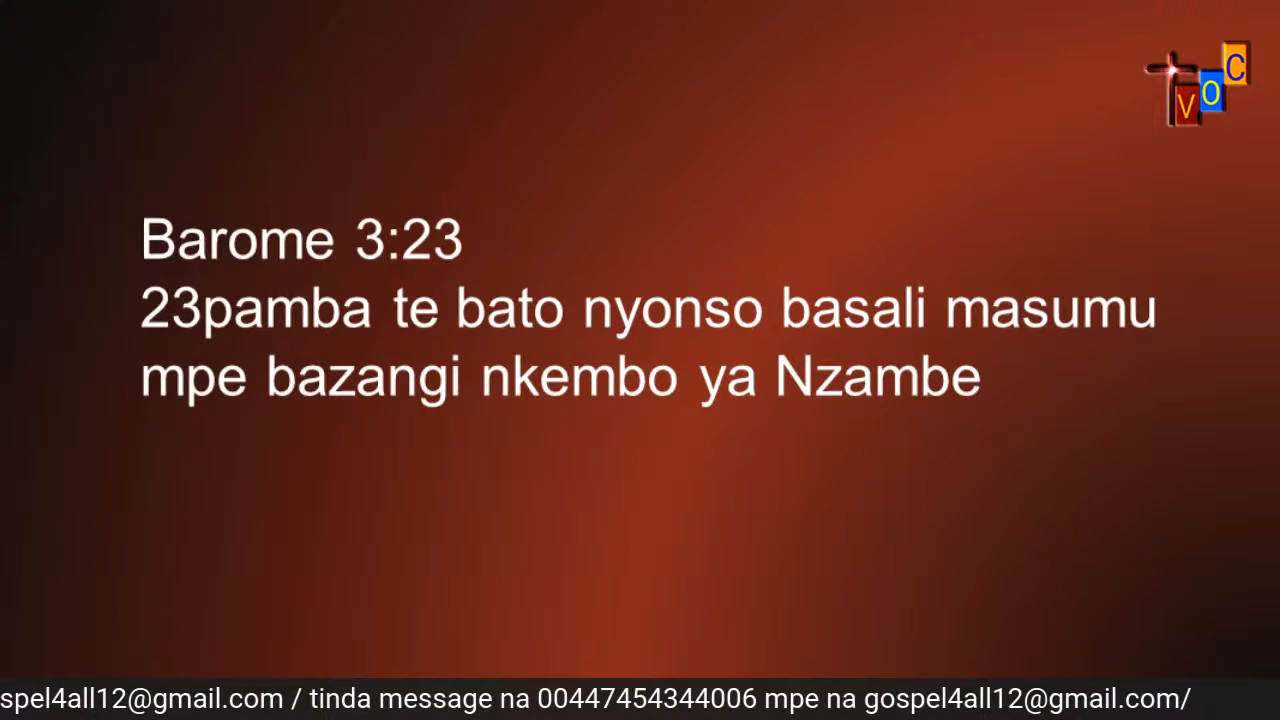 C
O
V
Barome 3:23
23pamba te bato nyonso basali masumu
mpe bazangi nkembo ya Nzambe
spel4all12@gmail.com / tinda message na 00447454344006 mpe na gospel4all12@gmail.com/